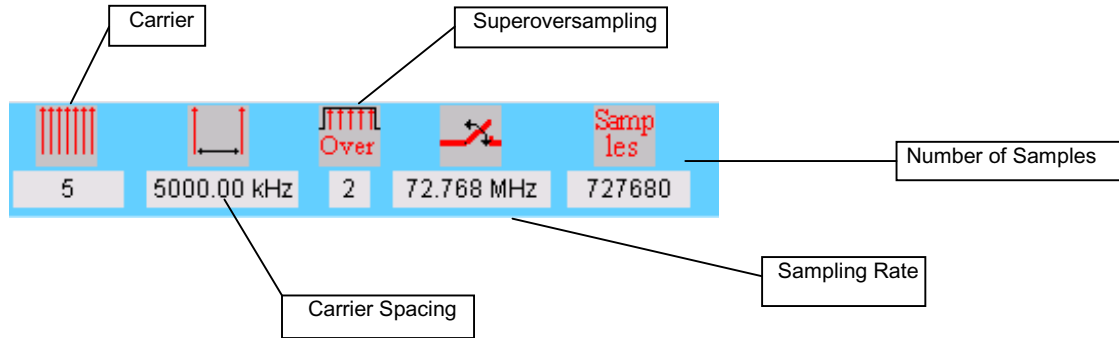 Carrier
Superoversampling
Over
Samp
les
Number of Samples
5
5000.00 kHz
2
72.768 MHz
727680
Sampling Rate
Carrier Spacing